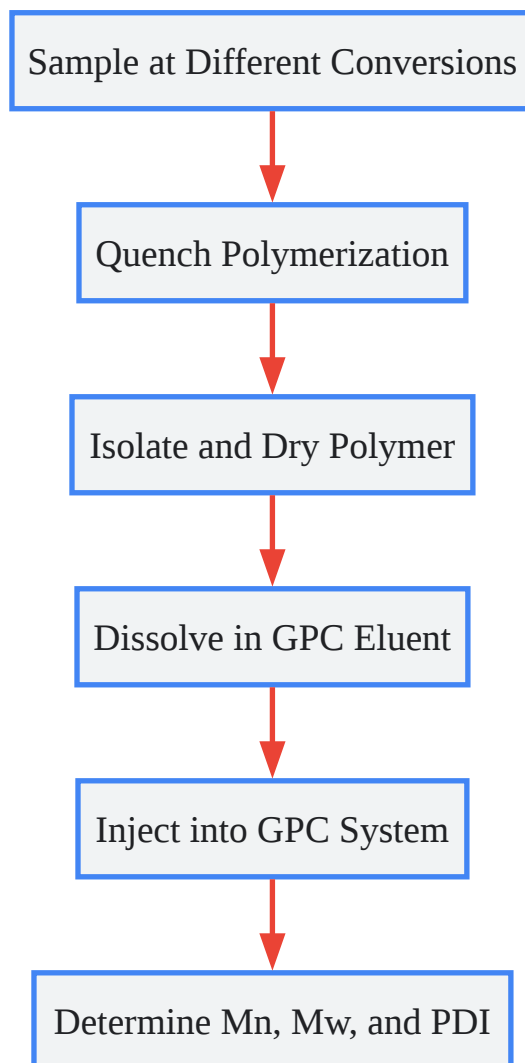 Sample at Different Conversions
Quench Polymerization
Isolate and Dry Polymer
Dissolve in GPC Eluent
Inject into GPC System
Determine Mn, Mw, and PDI